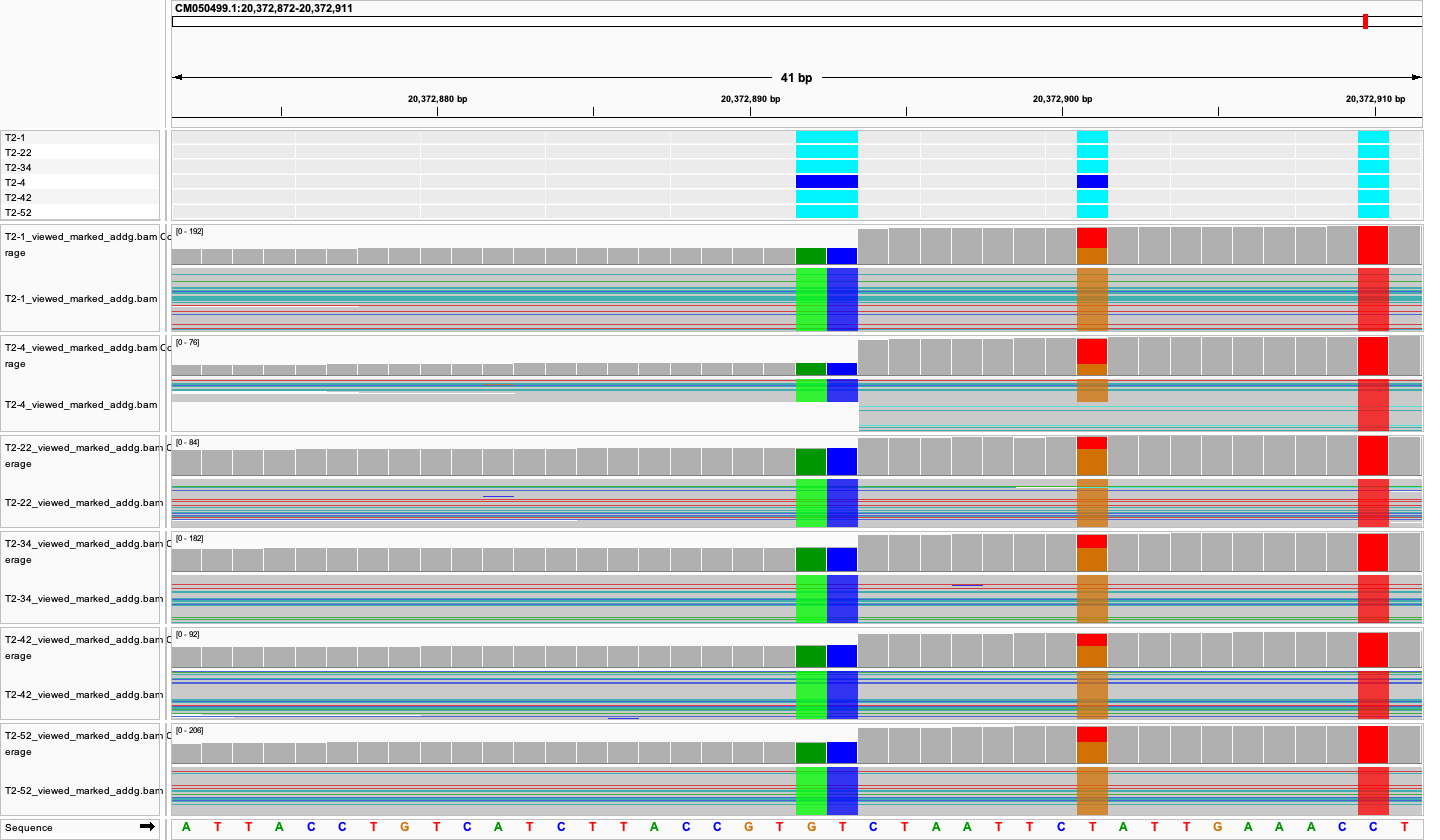 CM050499.1:20,372,872-20,372,911
41 bp
20,372,880 bp 20,372,890 bp 20,372,900 bp 20,372,910 bp
T2-1
T2-22
T2-34
T2-4
T2-42
T2-52
T2-1_viewed_marked_addg.bam Co
rage
[0 - 192]
T2-1_viewed_marked_addg.bam
T2-4_viewed_marked_addg.bam Co
rage
[0 - 76]
T2-4_viewed_marked_addg.bam
T2-22_viewed_marked_addg.bam C
erage
[0 - 84]
T2-22_viewed_marked_addg.bam
T2-34_viewed_marked_addg.bam C
erage
[0 - 182]
T2-34_viewed_marked_addg.bam
T2-42_viewed_marked_addg.bam C
erage
[0 - 92]
T2-42_viewed_marked_addg.bam
T2-52_viewed_marked_addg.bam C
erage
[0 - 206]
T2-52_viewed_marked_addg.bam
Sequence A T T A C C T G T C A T C T T A C C G T G T C T A A T T C T A T T G A A A C C T